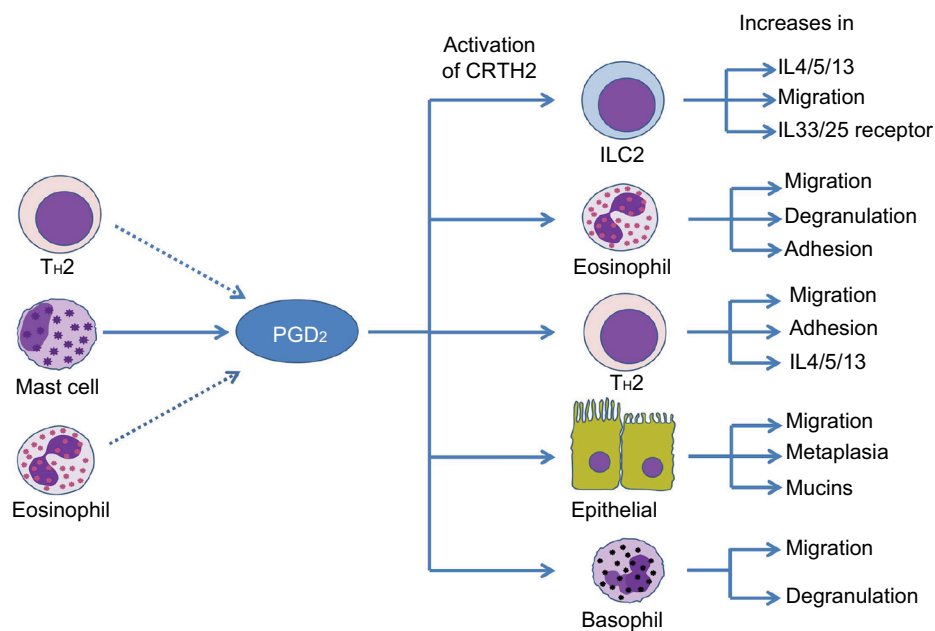 Increases in
Activation
of CRTH2
IL4/5/13
Migration
IL33/25 receptor
ILC2
Migration
Degranulation
Adhesion
Eosinophil
TH2
PGD2
Mast cell
Eosinophil
Migration
Adhesion
IL4/5/13
TH2
Migration
Metaplasia
Mucins
Epithelial
Migration
Degranulation
Basophil